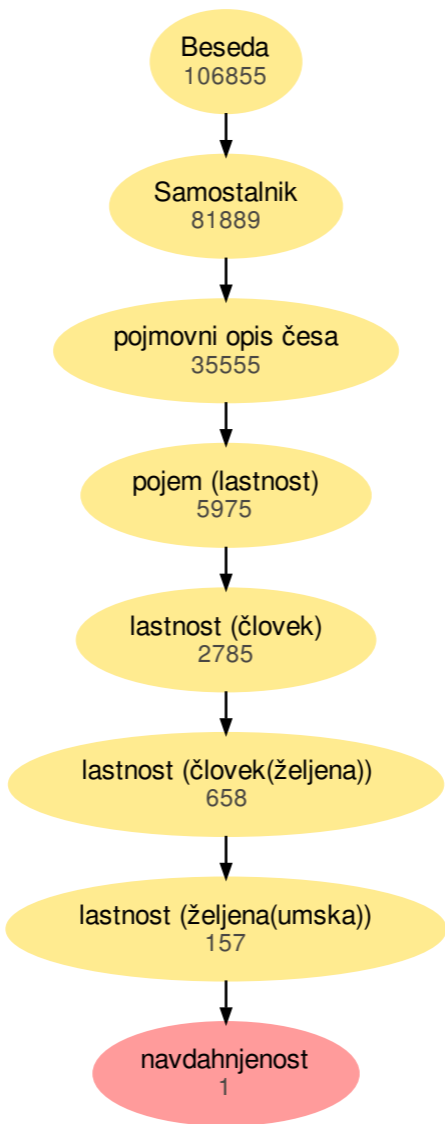 Beseda
106855
Samostalnik
81889
pojmovni opis česa
35555
pojem (lastnost)
5975
lastnost (človek)
2785
lastnost (človek(željena))
658
lastnost (željena(umska))
157
navdahnjenost
1